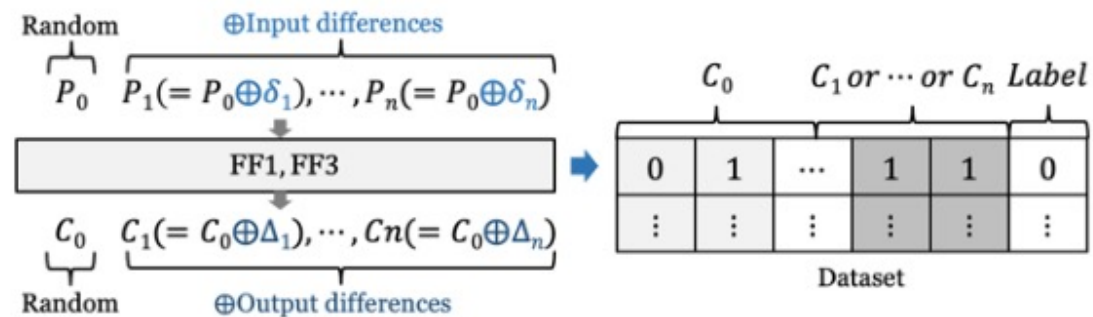 Random ⊕Input differences
P₀ P₁(= P₀⊕δ₁), ⋯ , Pₙ(= P₀⊕δₙ)
FF1, FF3
C₀ C₁(= C₀⊕Δ₁), ⋯ , Cn(= C₀⊕Δₙ)
Random ⊕Output differences
C₀ C₁ or ⋯ or Cₙ Label
0 1 ⋯ 1 1 0
⋮ ⋮ ⋮ ⋮ ⋮ ⋮
Dataset